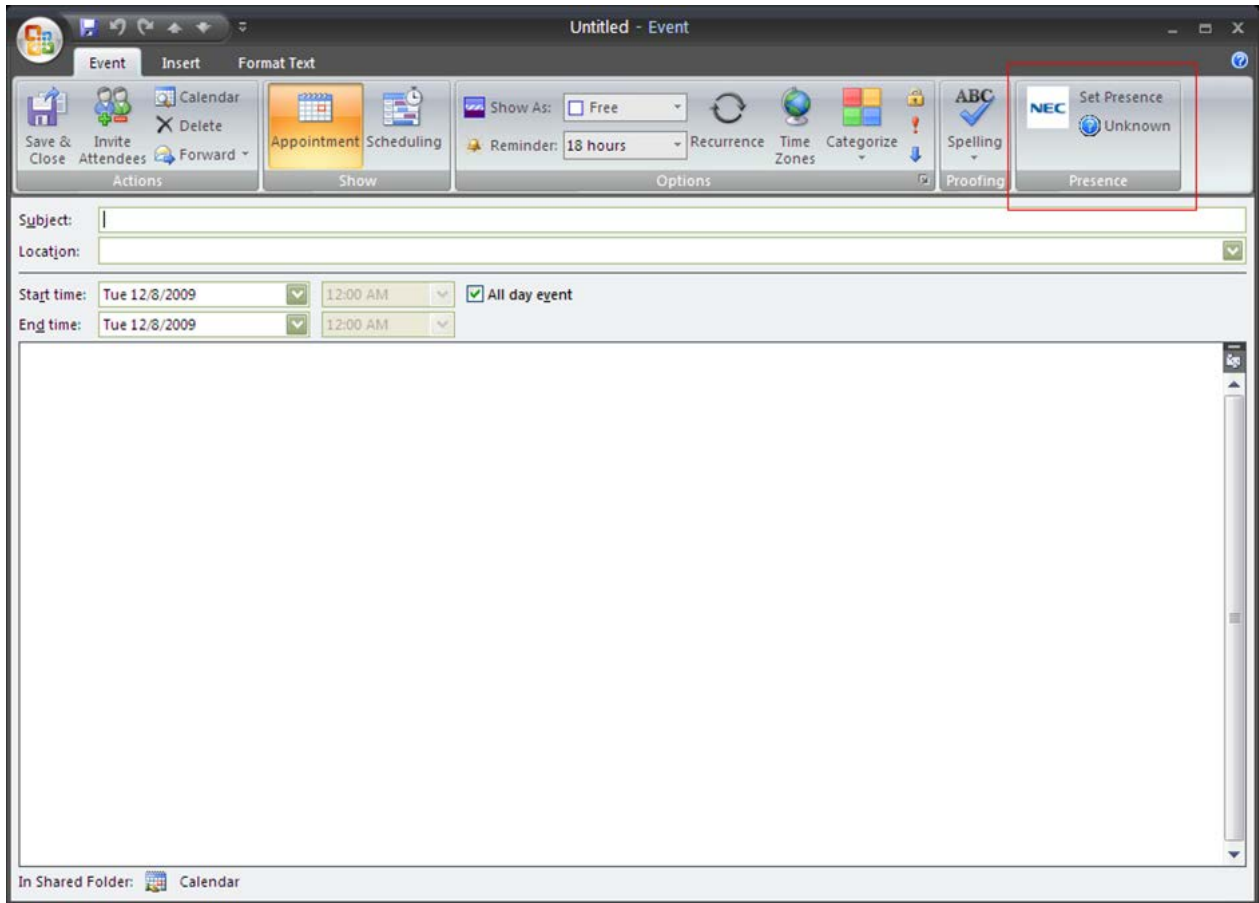 Untitled - Event
Event Insert Format Text
Save & Close
Invite Attendees
Calendar
Delete
Forward
Actions
Appointment
Scheduling
Show
Show As: Free
Reminder: 18 hours
Recurrence
Time Zones
Categorize
Options
ABC
Spelling
Proofing
NEC
Set Presence
Unknown
Presence
Subject:
Location:
Start time: Tue 12/8/2009 12:00 AM All day event
End time: Tue 12/8/2009 12:00 AM
In Shared Folder: Calendar